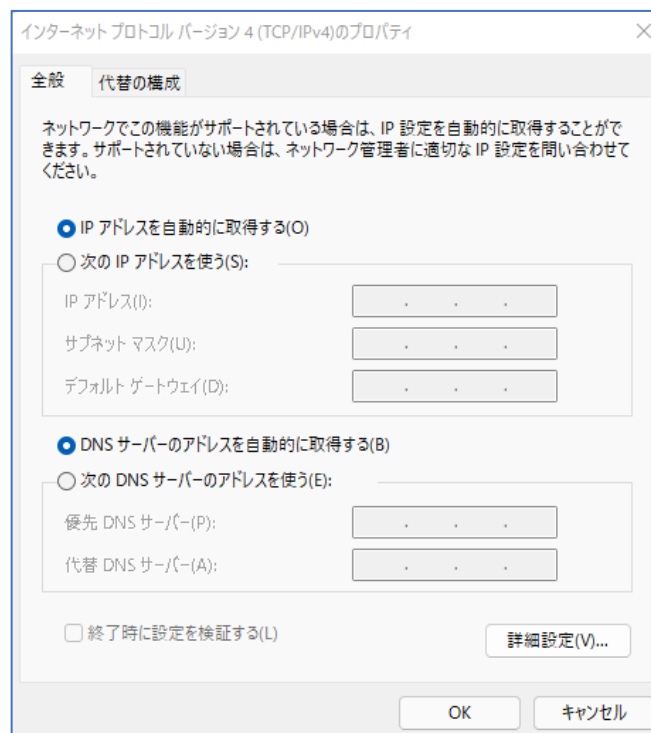 インターネット プロトコル バージョン 4 (TCP/IPv4)のプロパティ
全般
代替の構成
ネットワークでこの機能がサポートされている場合は、IP 設定を自動的に取得することがで
きます。サポートされていない場合は、ネットワーク管理者に適切な IP 設定を問い合わせて
ください。
IP アドレスを自動的に取得する(O)
次の IP アドレスを使う(S):
IP アドレス(I):
サブネット マスク(U):
デフォルト ゲートウェイ(D):
DNS サーバーのアドレスを自動的に取得する(B)
次の DNS サーバーのアドレスを使う(E):
優先 DNS サーバー(P):
代替 DNS サーバー(A):
終了時に設定を検証する(L)
詳細設定(V)...
OK
キャンセル